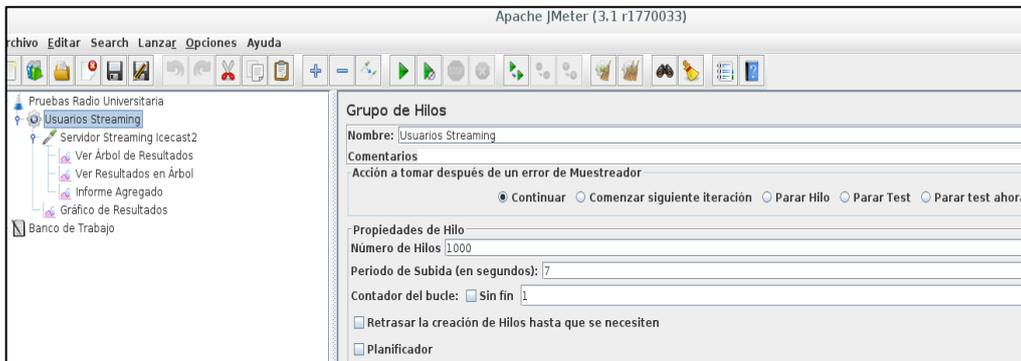 Apache JMeter (3.1 r1770033)
rchivo Editar Search Lanzar Opciones Ayuda
Pruebas Radio Universitaria
Usuarios Streaming
Servidor Streaming Icecast2
Ver Árbol de Resultados
Ver Resultados en Árbol
Informe Agregado
Gráfico de Resultados
Banco de Trabajo
Grupo de Hilos
Nombre: Usuarios Streaming
Comentarios
Acción a tomar después de un error de Muestreador
Continuar Comenzar siguiente iteración Parar Hilo Parar Test Parar test ahora
Propiedades de Hilo
Número de Hilos 1000
Periodo de Subida (en segundos): 7
Contador del bucle: Sin fín 1
Retrasar la creación de Hilos hasta que se necesiten
Planificador